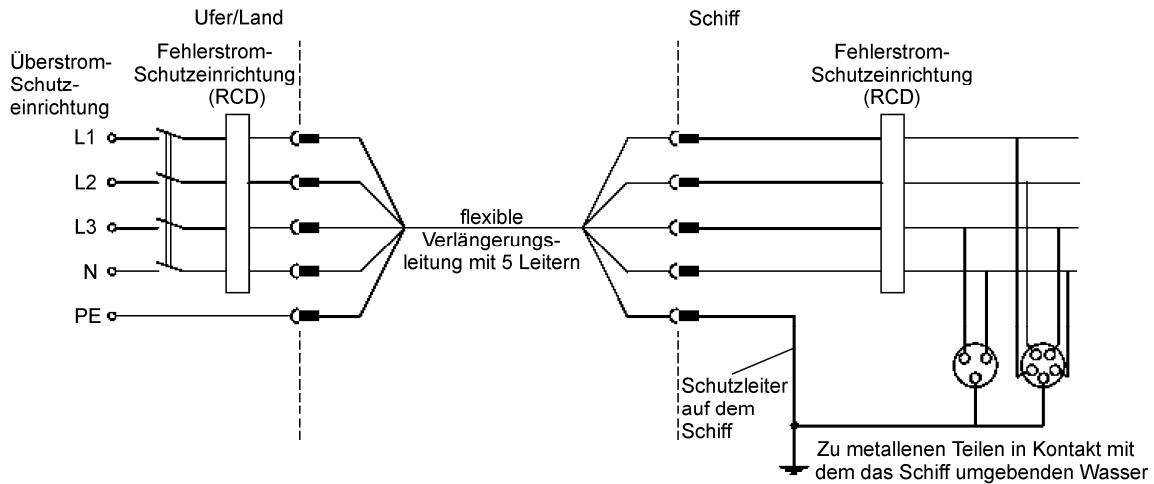 Ufer/Land
Schiff
Überstrom-
Schutz-
einrichtung
Fehlerstrom-
Schutzeinrichtung
(RCD)
Fehlerstrom-
Schutzeinrichtung
(RCD)
L1
L2
L3
N
PE
flexible
Verlängerungs-
leitung mit 5 Leitern
Schutzleiter
auf dem
Schiff
Zu metallenen Teilen in Kontakt mit
dem das Schiff umgebenden Wasser